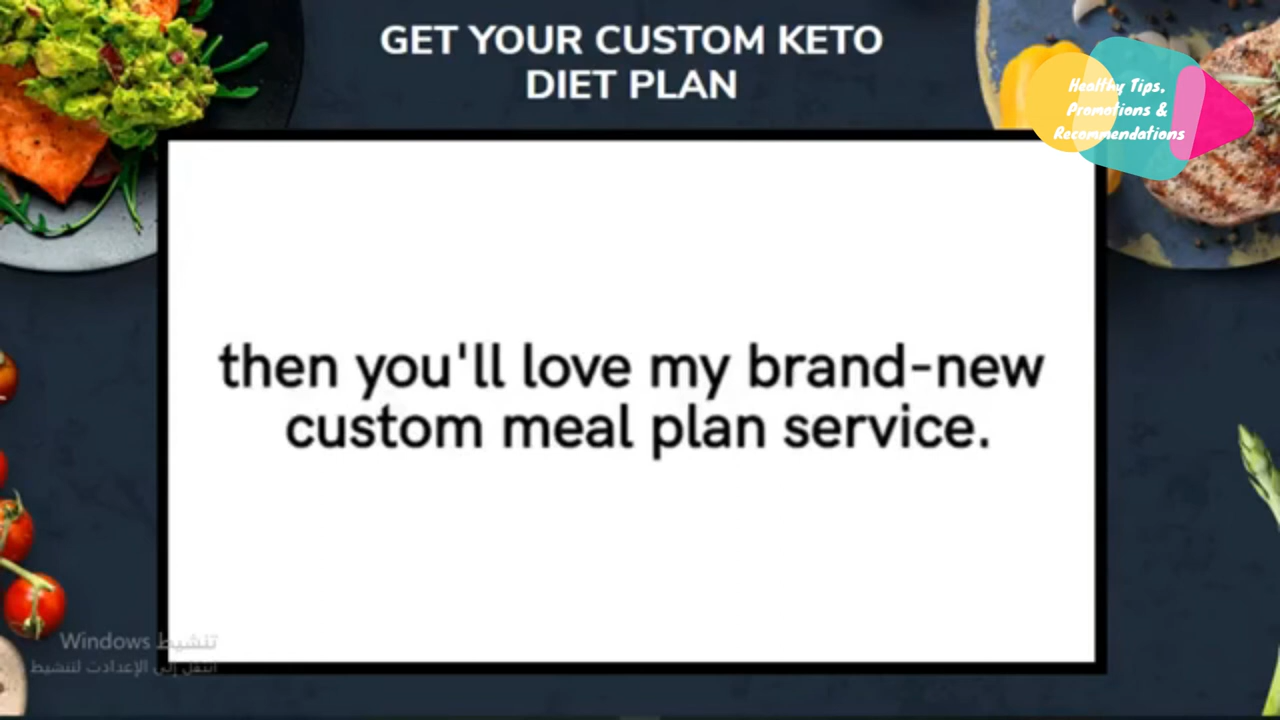 GET YOUR CUSTOM KETO
DIET PLAN
Healthy Tips,
Promotions &
Recommendations
then you'll love my brand-new
custom meal plan service.
تنشيط Windows
انتقل إلى الإعدادت لتنشيط